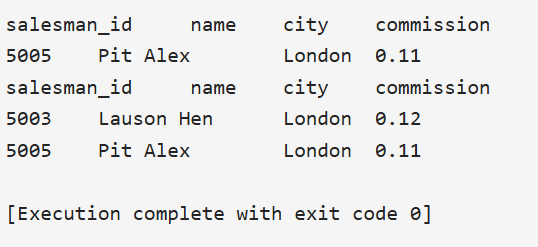 salesman_id name city commission
5005 Pit Alex London 0.11
salesman_id name city commission
5003 Lauson Hen London 0.12
5005 Pit Alex London 0.11
[Execution complete with exit code 0]